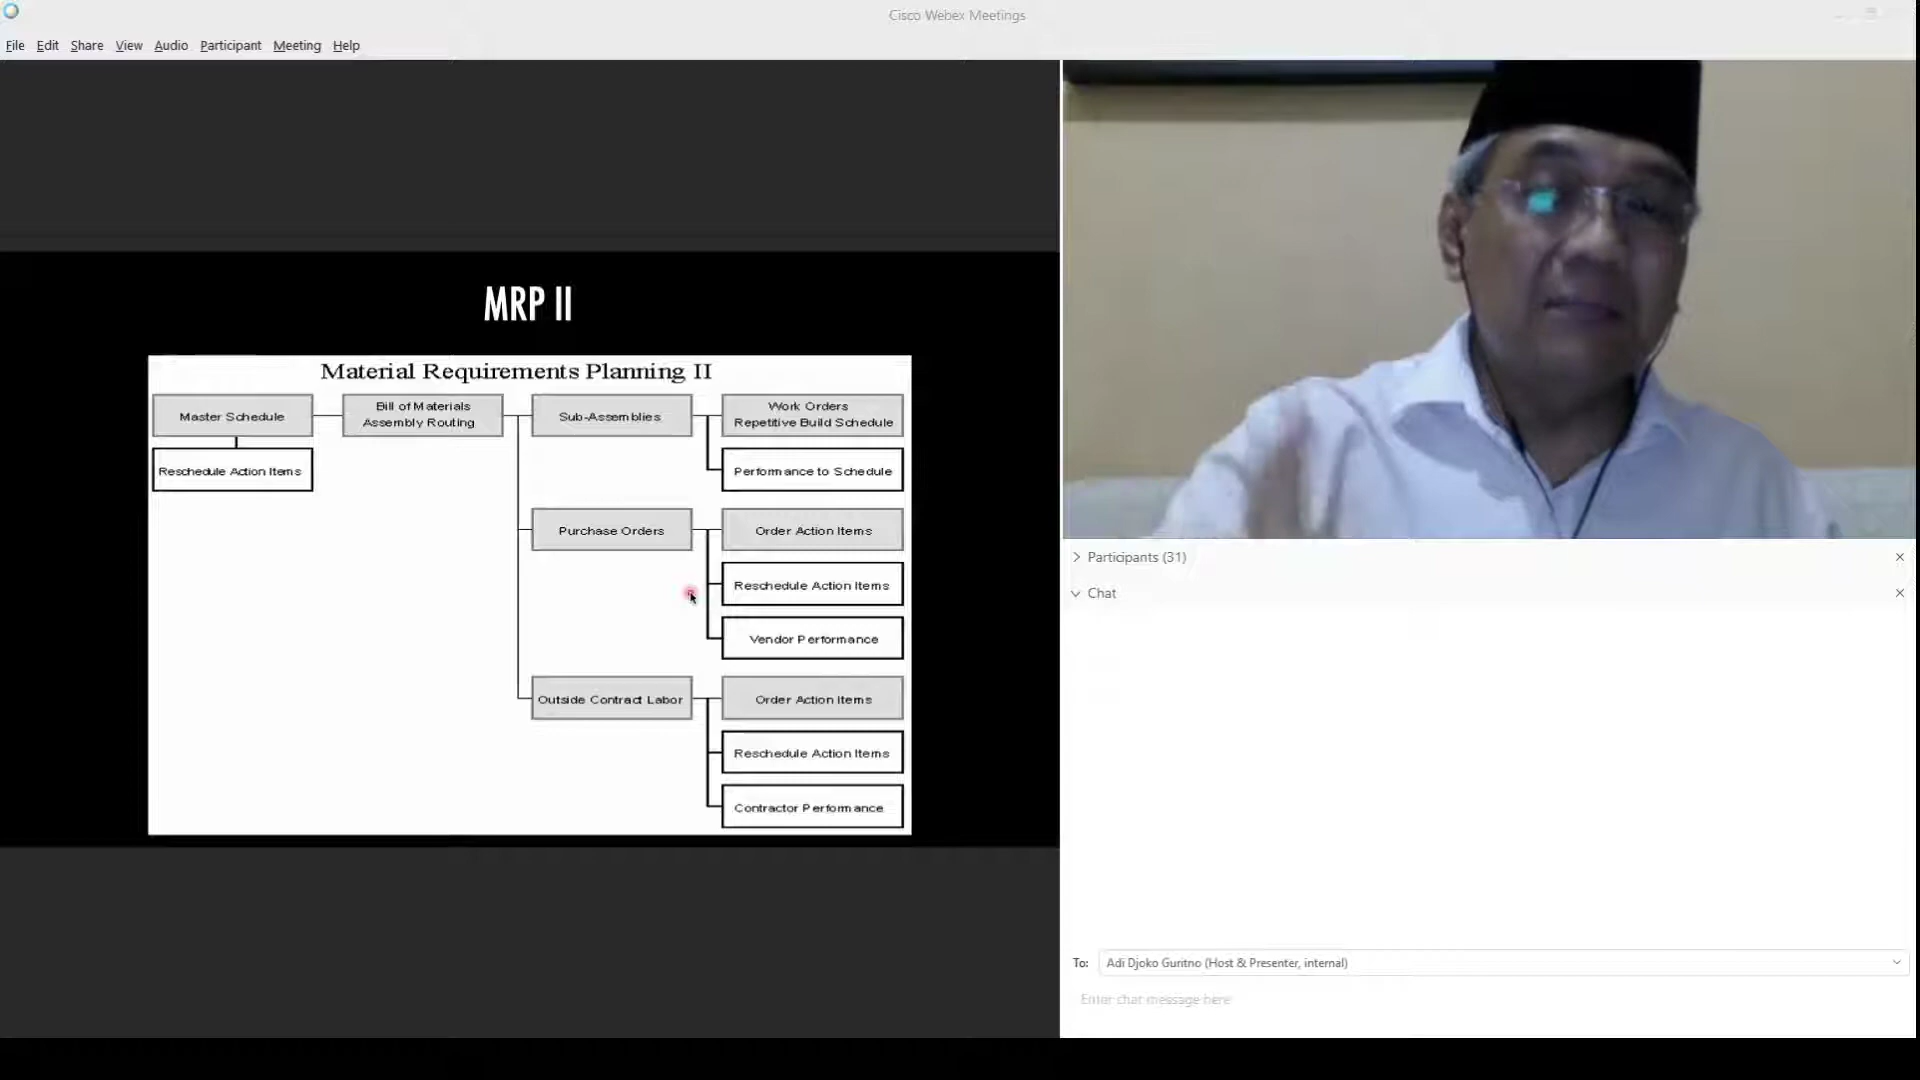 Cisco Webex Meetings
File Edit Share View Audio Participant Meeting Help
MRP II
Material Requirements Planning II
Master Schedule
Reschedule Action Items
Bill of Materials
Assembly Routing
Sub-Assemblies
Work Orders
Repetitive Build Schedule
Performance to Schedule
Purchase Orders
Order Action Items
Reschedule Action Items
Vendor Performance
Outside Contract Labor
Order Action Items
Reschedule Action Items
Contractor Performance
Participants (31)
Chat
To: Adi Djoko Guritno (Host & Presenter, internal)
Enter chat message here